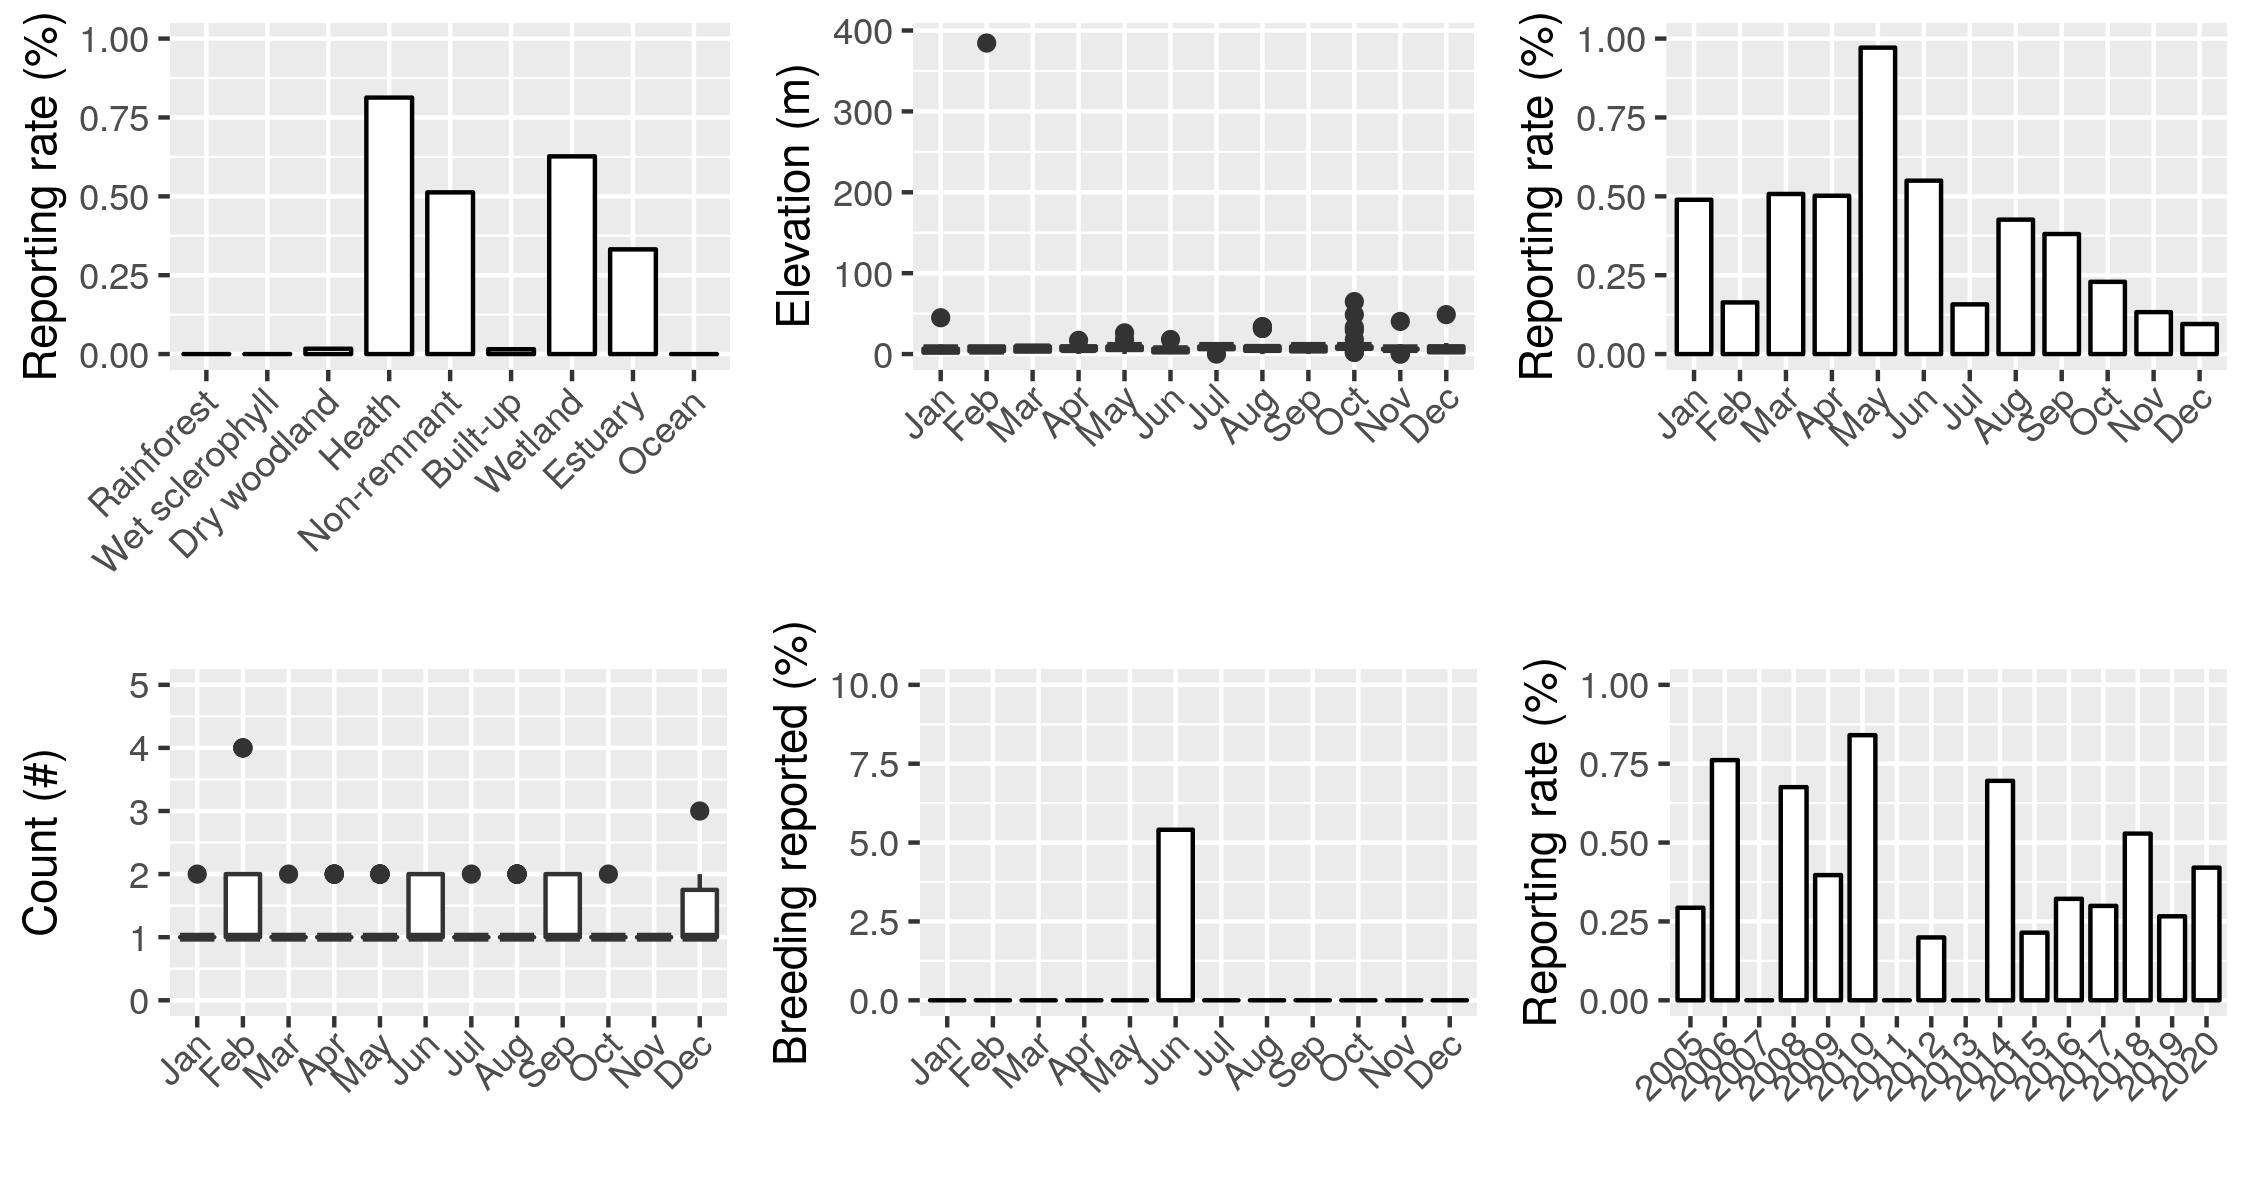 Reporting rate (%)
1.00
0.75
0.50
0.25
0.00
Rainforest
Wet sclerophyll
Dry woodland
Heath
Non-remnant
Built-up
Wetland
Estuary
Ocean
Elevation (m)
400
300
200
100
0
Jan
Feb
Mar
Apr
May
Jun
Jul
Aug
Sep
Oct
Nov
Dec
Reporting rate (%)
1.00
0.75
0.50
0.25
0.00
Jan
Feb
Mar
Apr
May
Jun
Jul
Aug
Sep
Oct
Nov
Dec
Count (#)
5
4
3
2
1
0
Jan
Feb
Mar
Apr
May
Jun
Jul
Aug
Sep
Oct
Nov
Dec
Breeding reported (%)
10.0
7.5
5.0
2.5
0.0
Jan
Feb
Mar
Apr
May
Jun
Jul
Aug
Sep
Oct
Nov
Dec
Reporting rate (%)
1.00
0.75
0.50
0.25
0.00
2005
2006
2007
2008
2009
2010
2011
2012
2013
2014
2015
2016
2017
2018
2019
2020